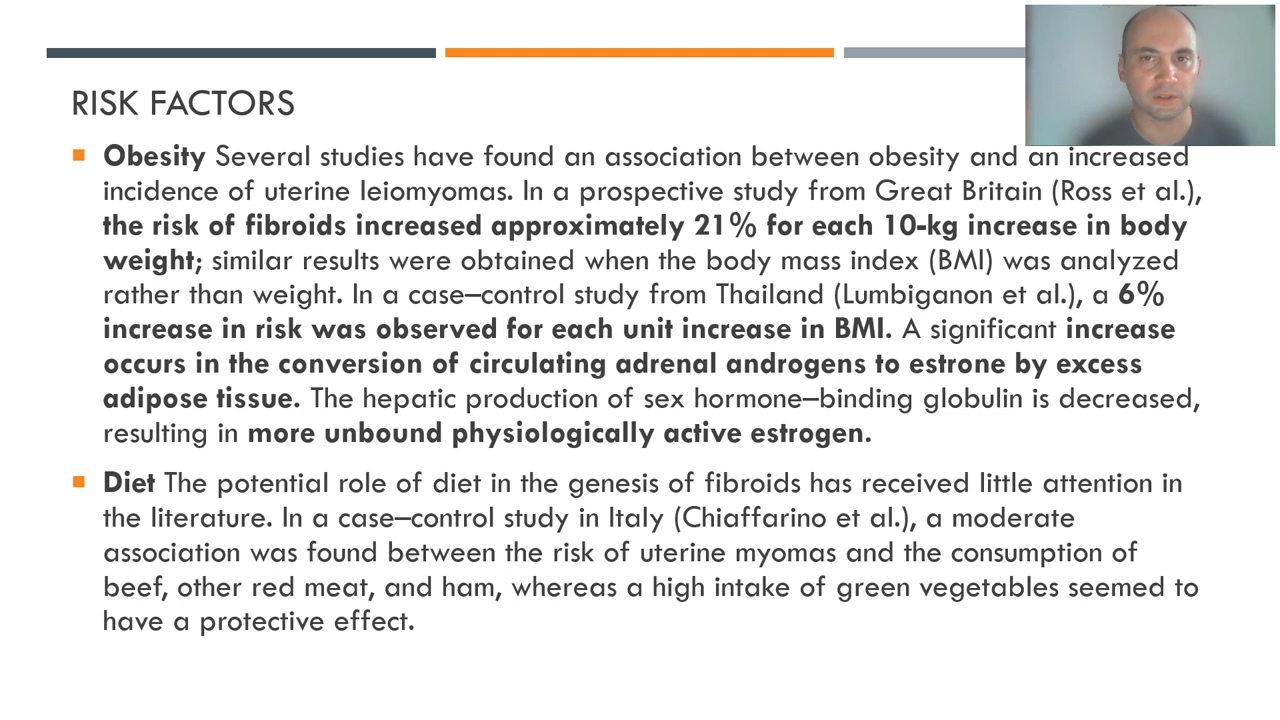 RISK FACTORS
Obesity Several studies have found an association between obesity and an increased
incidence of uterine leiomyomas. In a prospective study from Great Britain (Ross et al.),
the risk of fibroids increased approximately 21% for each 10-kg increase in body
weight; similar results were obtained when the body mass index (BMI) was analyzed
rather than weight. In a case–control study from Thailand (Lumbiganon et al.), a 6%
increase in risk was observed for each unit increase in BMI. A significant increase
occurs in the conversion of circulating adrenal androgens to estrone by excess
adipose tissue. The hepatic production of sex hormone–binding globulin is decreased,
resulting in more unbound physiologically active estrogen.
Diet The potential role of diet in the genesis of fibroids has received little attention in
the literature. In a case–control study in Italy (Chiaffarino et al.), a moderate
association was found between the risk of uterine myomas and the consumption of
beef, other red meat, and ham, whereas a high intake of green vegetables seemed to
have a protective effect.